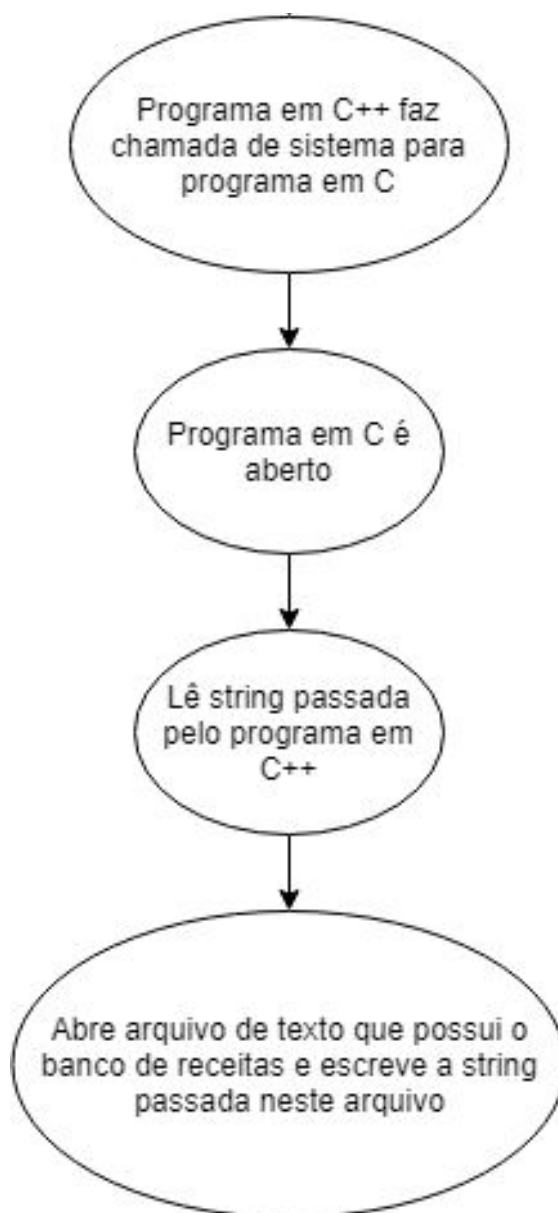 Programa em C++ faz
chamada de sistema para
programa em C
Programa em C é
aberto
Lê string passada
pelo programa em
C++
Abre arquivo de texto que possui o
banco de receitas e escreve a string
passada neste arquivo